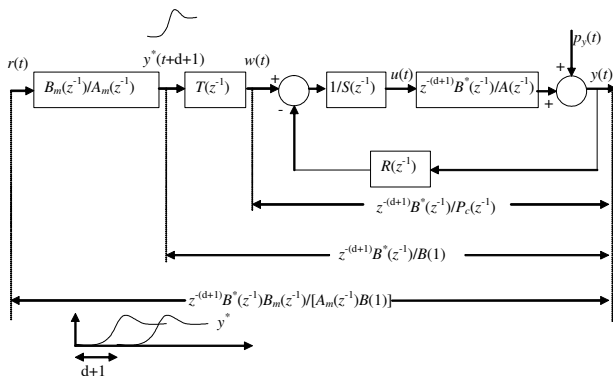 r(t)
B_m(z^-1)/A_m(z^-1)
y^*(t+d+1)
T(z^-1)
w(t)
+
-
1/S(z^-1)
u(t)
z^-(d+1)B^*(z^-1)/A(z^-1)
+
+
p_y(t)
y(t)
R(z^-1)
z^-(d+1)B^*(z^-1)/P_c(z^-1)
z^-(d+1)B^*(z^-1)/B(1)
z^-(d+1)B^*(z^-1)B_m(z^-1)/[A_m(z^-1)B(1)]
y^*
d+1